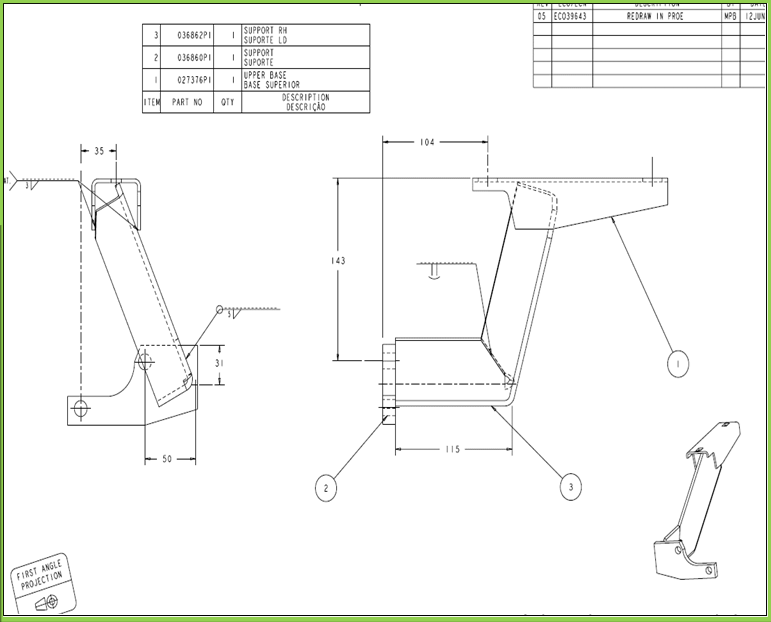 3 036862P1 1 SUPPORT RH
SUPORTE LD
2 036860P1 1 SUPPORT
SUPORTE
1 027376P1 1 UPPER BASE
BASE SUPERIOR
ITEM PART NO QTY DESCRIPTION
DESCRIÇÃO
05 ECO39643 REDRAW IN PROE MPB 12JUN
35
104
3
143
5
31
1
50
115
2
3
FIRST ANGLE
PROJECTION